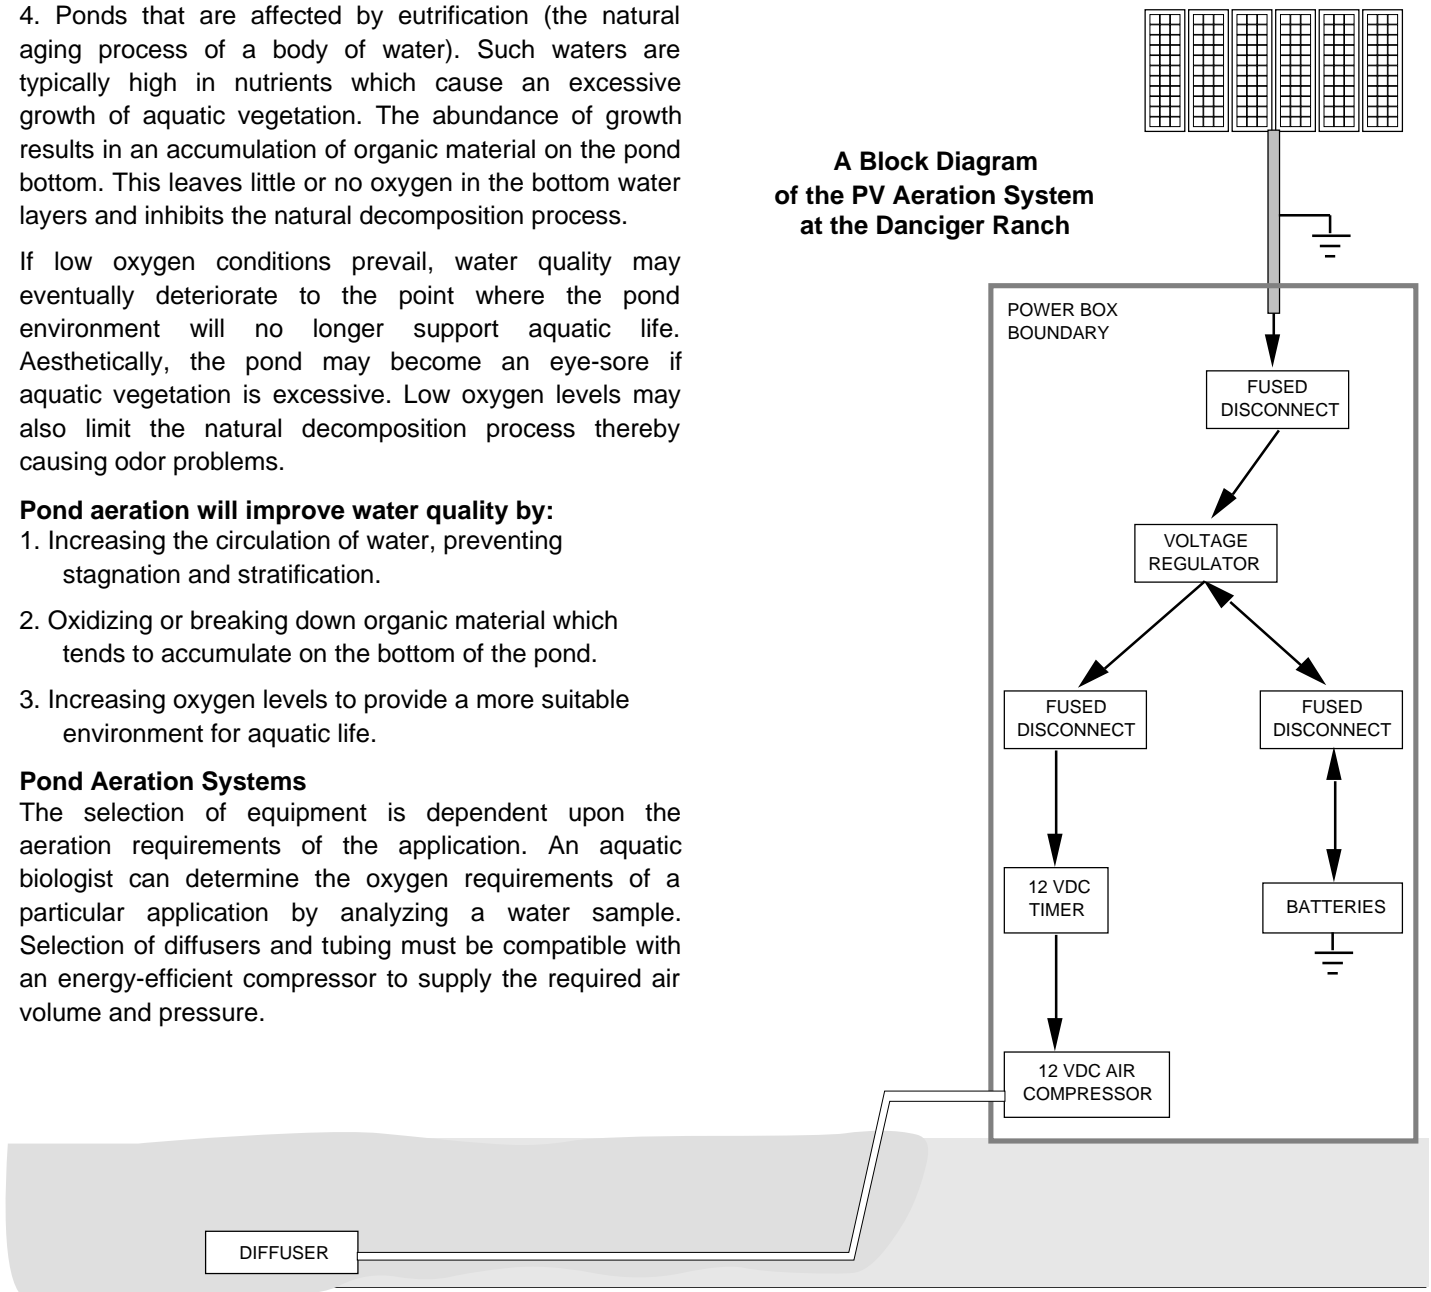 4. Ponds that are affected by eutrification (the natural
aging process of a body of water). Such waters are
typically high in nutrients which cause an excessive
growth of aquatic vegetation. The abundance of growth
results in an accumulation of organic material on the pond
bottom. This leaves little or no oxygen in the bottom water
layers and inhibits the natural decomposition process.
If low oxygen conditions prevail, water quality may
eventually deteriorate to the point where the pond
environment will no longer support aquatic life.
Aesthetically, the pond may become an eye-sore if
aquatic vegetation is excessive. Low oxygen levels may
also limit the natural decomposition process thereby
causing odor problems.
Pond aeration will improve water quality by:
1. Increasing the circulation of water, preventing
stagnation and stratification.
2. Oxidizing or breaking down organic material which
tends to accumulate on the bottom of the pond.
3. Increasing oxygen levels to provide a more suitable
environment for aquatic life.
Pond Aeration Systems
The selection of equipment is dependent upon the
aeration requirements of the application. An aquatic
biologist can determine the oxygen requirements of a
particular application by analyzing a water sample.
Selection of diffusers and tubing must be compatible with
an energy-efficient compressor to supply the required air
volume and pressure.
A Block Diagram
of the PV Aeration System
at the Danciger Ranch
POWER BOX
BOUNDARY
FUSED
DISCONNECT
VOLTAGE
REGULATOR
FUSED
DISCONNECT
FUSED
DISCONNECT
12 VDC
TIMER
BATTERIES
12 VDC AIR
COMPRESSOR
DIFFUSER